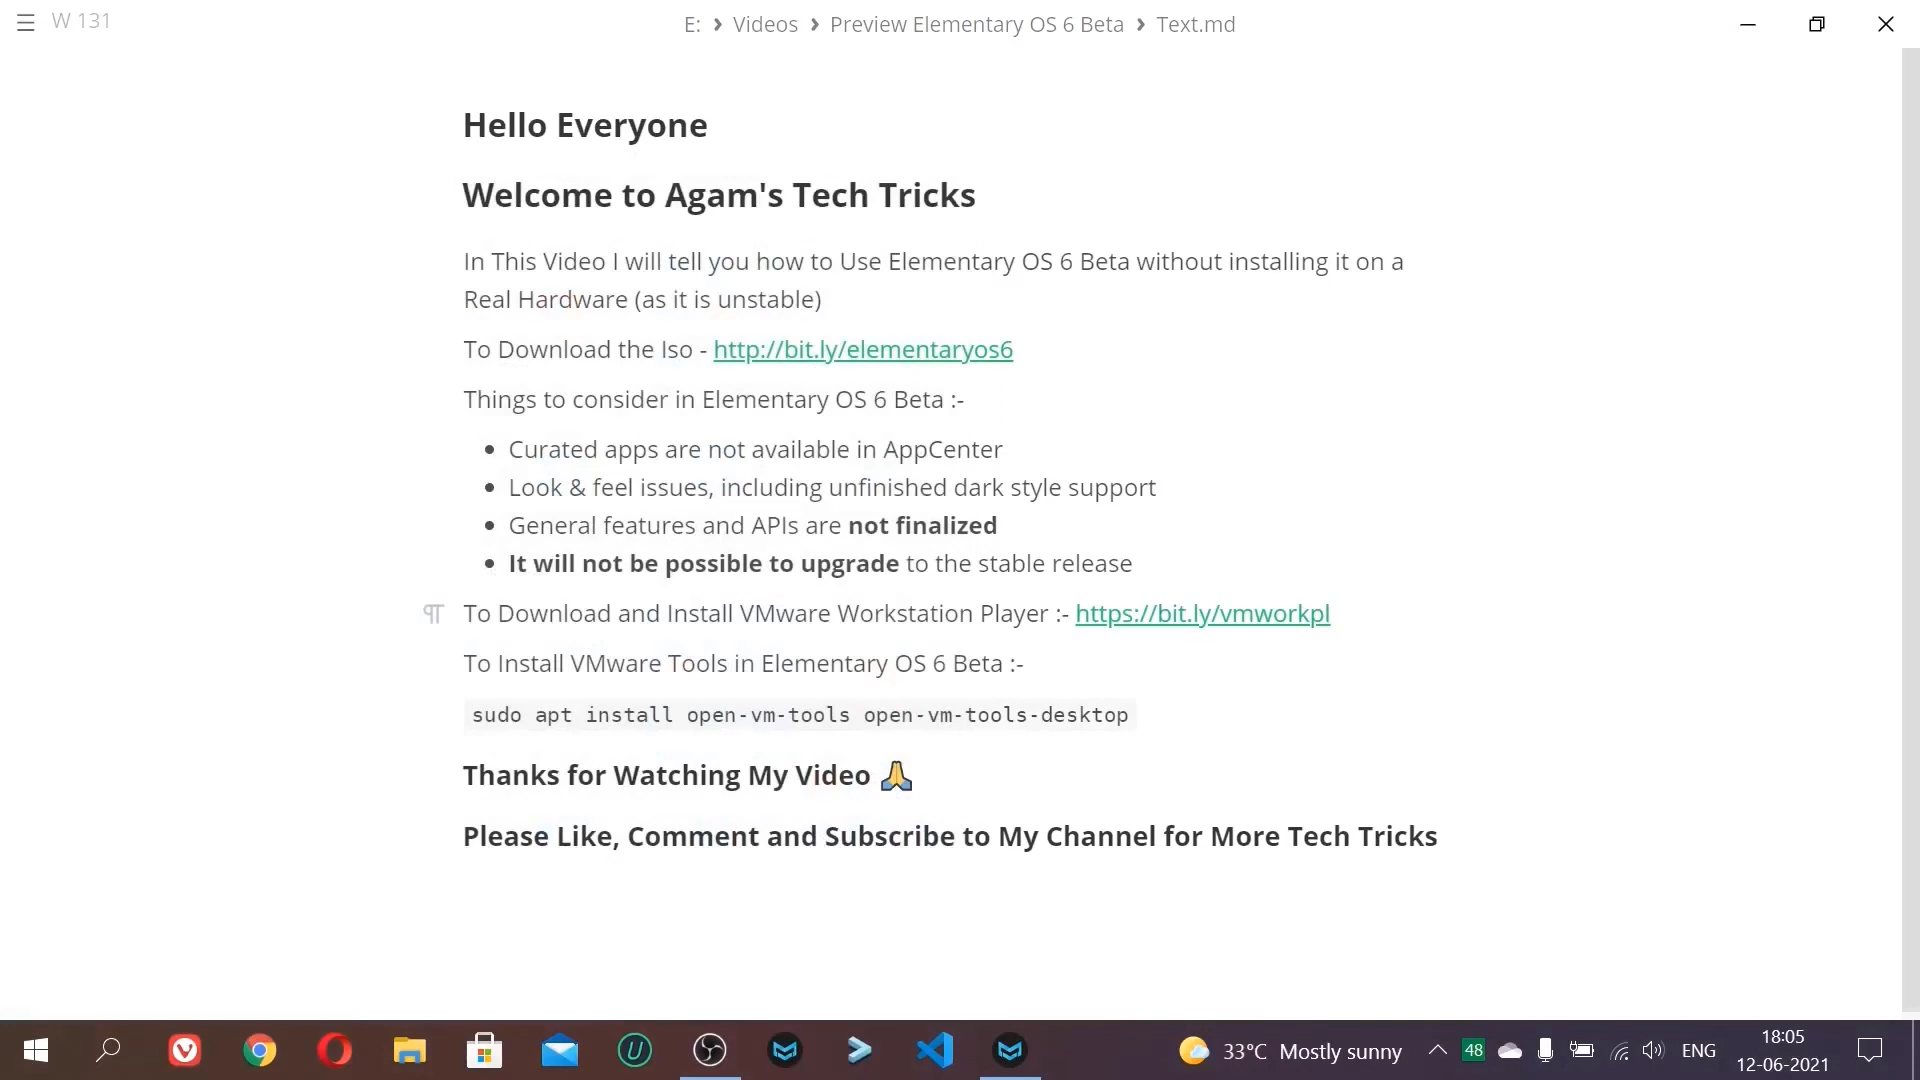 W 131
E: › Videos › Preview Elementary OS 6 Beta › Text.md
Hello Everyone
Welcome to Agam's Tech Tricks
In This Video I will tell you how to Use Elementary OS 6 Beta without installing it on a
Real Hardware (as it is unstable)
To Download the Iso - http://bit.ly/elementaryos6
Things to consider in Elementary OS 6 Beta :-
• Curated apps are not available in AppCenter
• Look & feel issues, including unfinished dark style support
• General features and APIs are not finalized
• It will not be possible to upgrade to the stable release
¶ To Download and Install VMware Workstation Player :- https://bit.ly/vmworkpl
To Install VMware Tools in Elementary OS 6 Beta :-
sudo apt install open-vm-tools open-vm-tools-desktop
Thanks for Watching My Video 🙏
Please Like, Comment and Subscribe to My Channel for More Tech Tricks
33°C Mostly sunny
48
ENG
18:05
12-06-2021